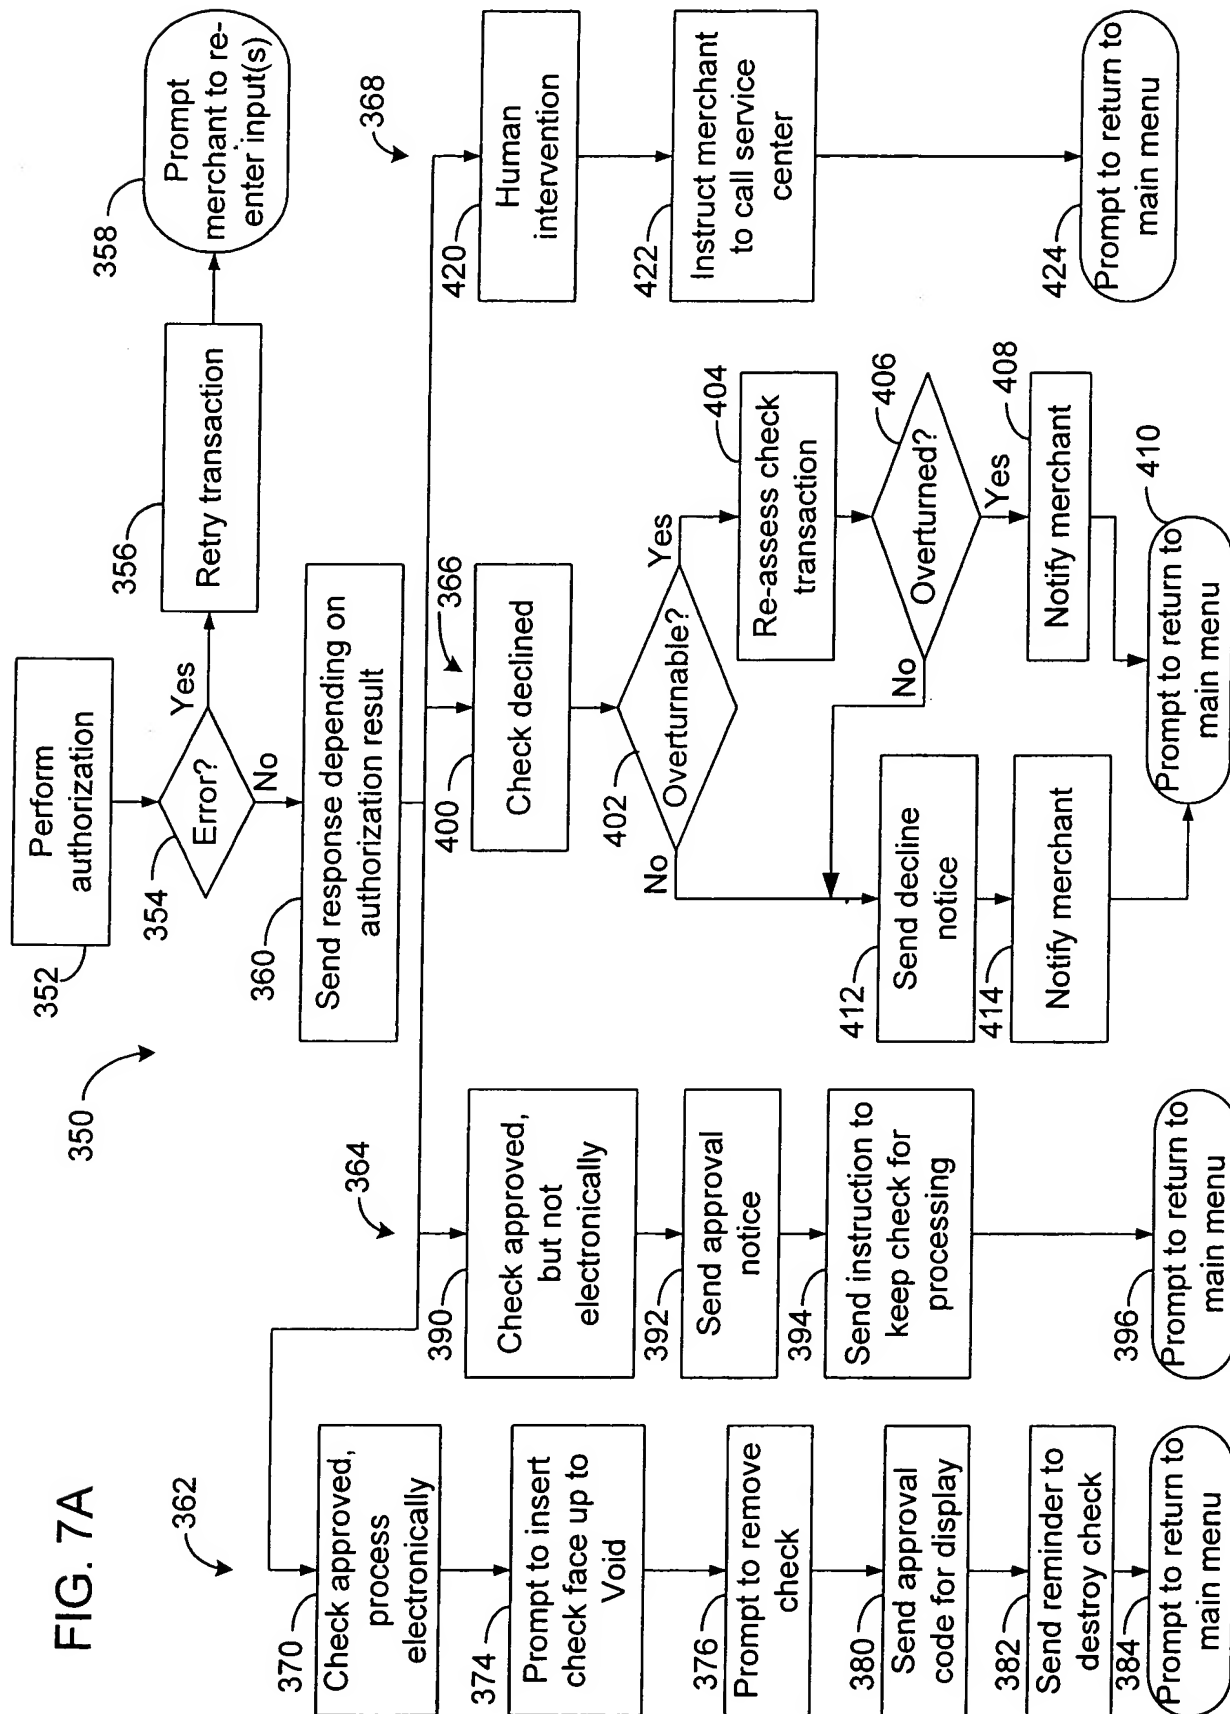 FIG. 7A
350
352
Perform
authorization
354
Error?
Yes
No
356
Retry transaction
358
Prompt
merchant to re-
enter input(s)
360
Send response depending on
authorization result
362
370
Check approved,
process
electronically
374
Prompt to insert
check face up to
Void
376
Prompt to remove
check
380
Send approval
code for display
382
Send reminder to
destroy check
384
Prompt to return to
main menu
364
390
Check approved,
but not
electronically
392
Send approval
notice
394
Send instruction to
keep check for
processing
396
Prompt to return to
main menu
366
400
Check declined
402
Overturnable?
No
Yes
404
Re-assess check
transaction
406
Overturned?
No
Yes
408
Notify merchant
410
Prompt to return to
main menu
412
Send decline
notice
414
Notify merchant
368
420
Human
intervention
422
Instruct merchant
to call service
center
424
Prompt to return to
main menu